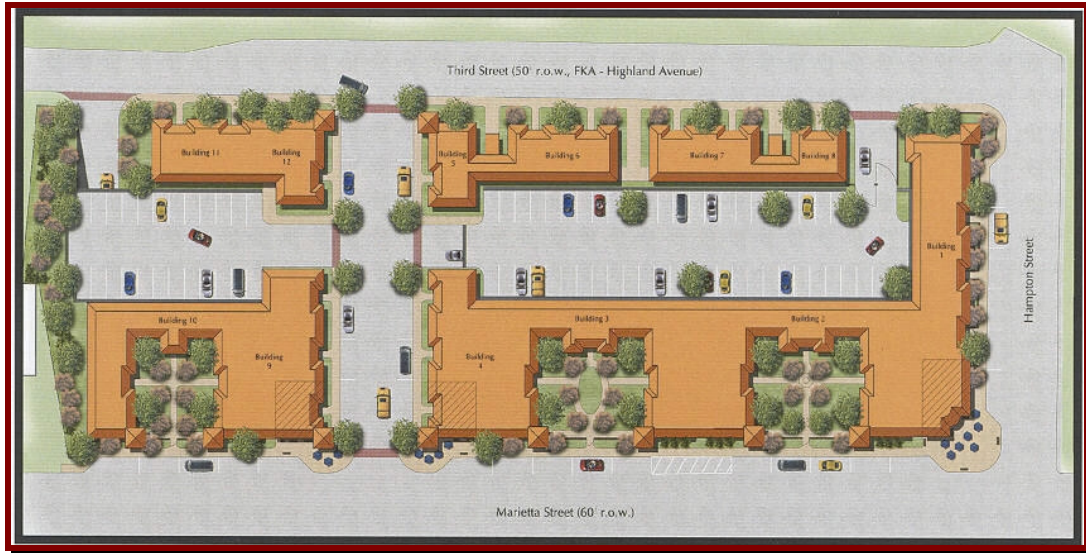 Third Street (50' r.o.w., FKA - Highland Avenue)
Building 11
Building
12
Building
5
Building 6
Building 7
Building 8
Building
1
Hampton Street
Building 10
Building
9
Building 3
Building 2
Building
4
Marietta Street (60' r.o.w.)